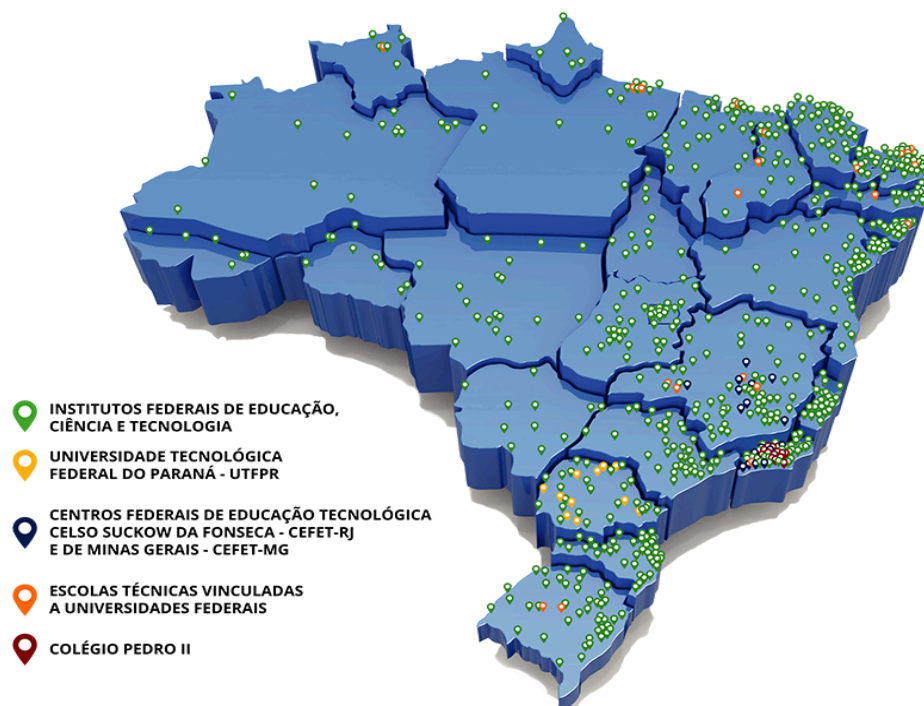 INSTITUTOS FEDERAIS DE EDUCAÇÃO,
CIÊNCIA E TECNOLOGIA
UNIVERSIDADE TECNOLÓGICA
FEDERAL DO PARANÁ - UTFPR
CENTROS FEDERAIS DE EDUCAÇÃO TECNOLÓGICA
CELSO SUCKOW DA FONSECA - CEFET-RJ
E DE MINAS GERAIS - CEFET-MG
ESCOLAS TÉCNICAS VINCULADAS
A UNIVERSIDADES FEDERAIS
COLÉGIO PEDRO II